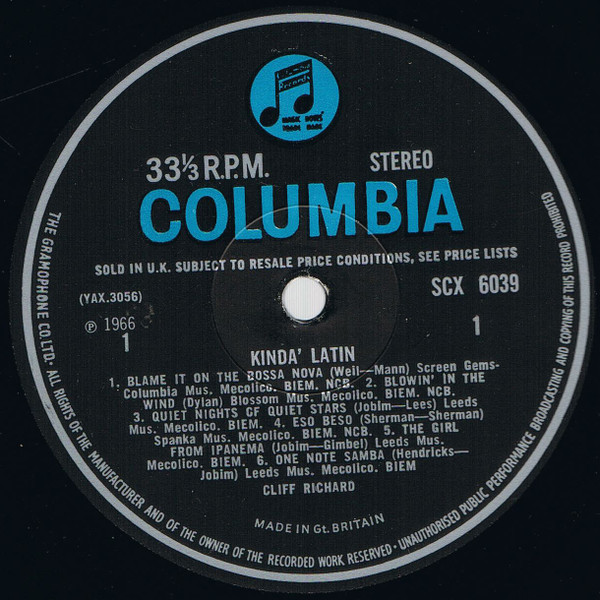 Columbia
Records
MAGIC NOTES
TRADE MARK
33⅓ R.P.M. STEREO
COLUMBIA
SOLD IN U.K. SUBJECT TO RESALE PRICE CONDITIONS, SEE PRICE LISTS
(YAX.3056) SCX 6039
℗ 1966
1 1
KINDA' LATIN
1. BLAME IT ON THE BOSSA NOVA (Weil—Mann) Screen Gems-
Columbia Mus. Mecolico. BIEM. NCB. 2. BLOWIN' IN THE
WIND (Dylan) Blossom Mus. Mecolico. BIEM. NCB.
3. QUIET NIGHTS OF QUIET STARS (Jobim—Lees) Leeds
Mus. Mecolico. BIEM. 4. ESO BESO (Sherman—Sherman)
Spanka Mus. Mecolico. BIEM. NCB. 5. THE GIRL
FROM IPANEMA (Jobim—Gimbel) Leeds Mus.
Mecolico. BIEM. 6. ONE NOTE SAMBA (Hendricks—
Jobim) Leeds Mus. Mecolico. BIEM
CLIFF RICHARD
MADE IN Gt. BRITAIN
THE GRAMOPHONE CO. LTD · ALL RIGHTS OF THE MANUFACTURER AND OF THE OWNER OF THE RECORDED WORK RESERVED · UNAUTHORISED PUBLIC PERFORMANCE BROADCASTING AND COPYING OF THIS RECORD PROHIBITED